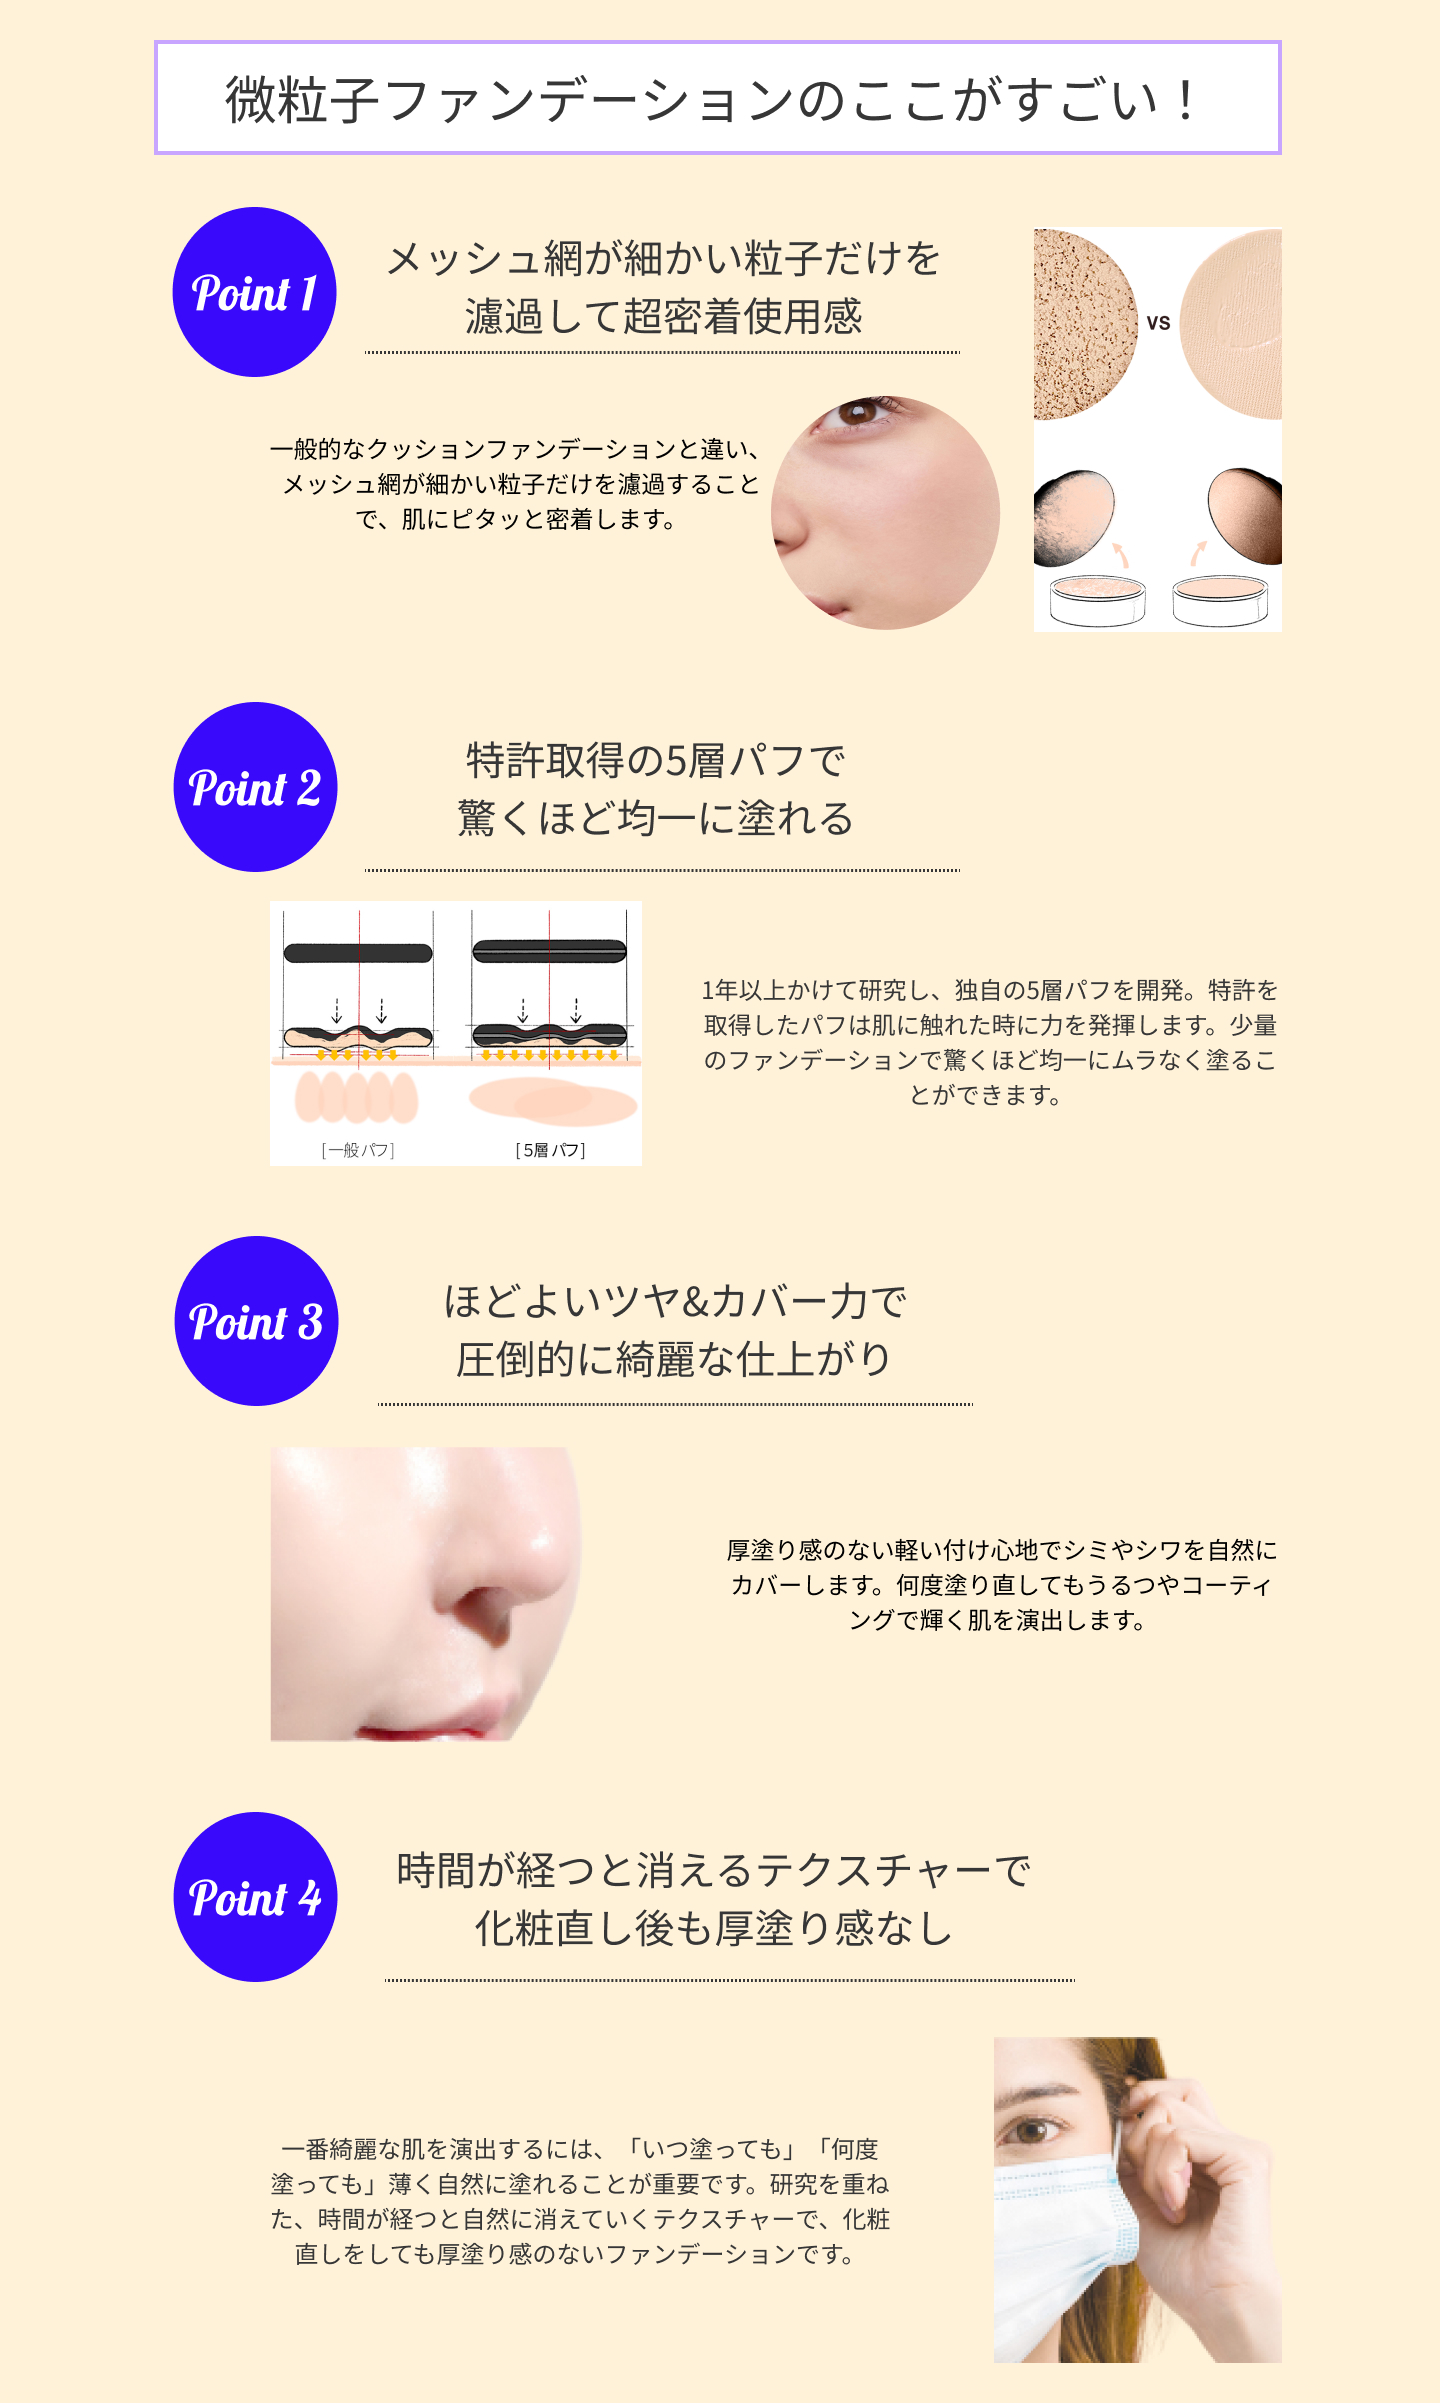 微粒子ファンデーションのここがすごい！
Point 1
メッシュ網が細かい粒子だけを
濾過して超密着使用感
VS
一般的なクッションファンデーションと違い、
メッシュ網が細かい粒子だけを濾過すること
で、肌にピタッと密着します。
Point 2
特許取得の5層パフで
驚くほど均一に塗れる
[一般パフ]
[5層パフ]
1年以上かけて研究し、独自の5層パフを開発。特許を
取得したパフは肌に触れた時に力を発揮します。少量
のファンデーションで驚くほど均一にムラなく塗るこ
とができます。
Point 3
ほどよいツヤ&カバー力で
圧倒的に綺麗な仕上がり
厚塗り感のない軽い付け心地でシミやシワを自然に
カバーします。何度塗り直してもうるつやコーティ
ングで輝く肌を演出します。
Point 4
時間が経つと消えるテクスチャーで
化粧直し後も厚塗り感なし
一番綺麗な肌を演出するには、「いつ塗っても」「何度
塗っても」薄く自然に塗れることが重要です。研究を重ね
た、時間が経つと自然に消えていくテクスチャーで、化粧
直しをしても厚塗り感のないファンデーションです。